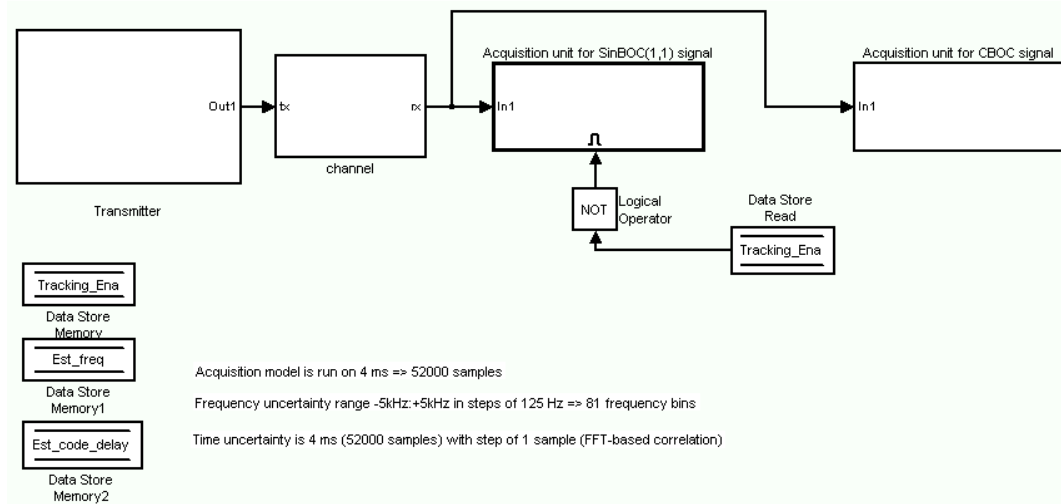 Acquisition unit for SinBOC(1,1) signal
Acquisition unit for CBOC signal
Out1
tx
rx
In1
In1
channel
Transmitter
NOT
Logical
Operator
Data Store
Read
Tracking_Ena
Tracking_Ena
Data Store
Memory
Est_freq
Data Store
Memory1
Est_code_delay
Data Store
Memory2
Acquisition model is run on 4 ms => 52000 samples
Frequency uncertainty range -5kHz:+5kHz in steps of 125 Hz => 81 frequency bins
Time uncertainty is 4 ms (52000 samples) with step of 1 sample (FFT-based correlation)